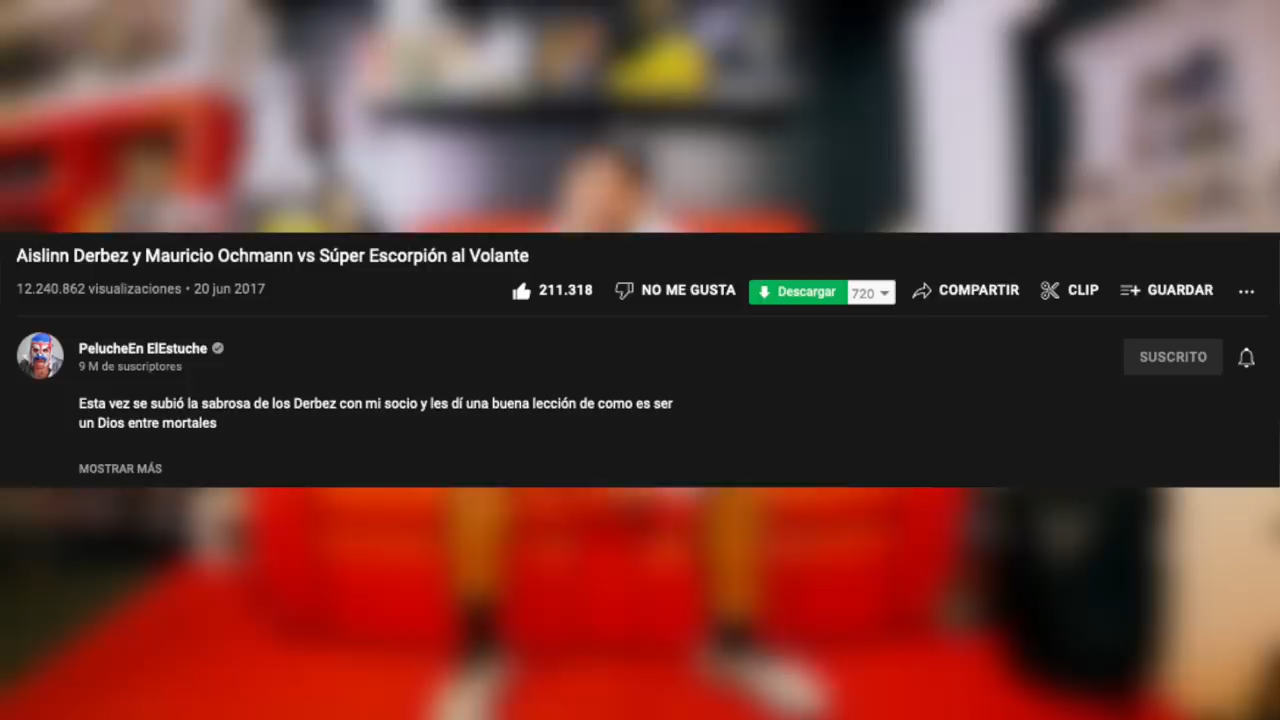 Aislinn Derbez y Mauricio Ochmann vs Súper Escorpión al Volante
12.240.862 visualizaciones • 20 jun 2017
211.318
NO ME GUSTA
Descargar
720
COMPARTIR
CLIP
GUARDAR
...
PelucheEn ElEstuche
9 M de suscriptores
SUSCRITO
Esta vez se subió la sabrosa de los Derbez con mi socio y les dí una buena lección de como es ser
un Dios entre mortales
MOSTRAR MÁS